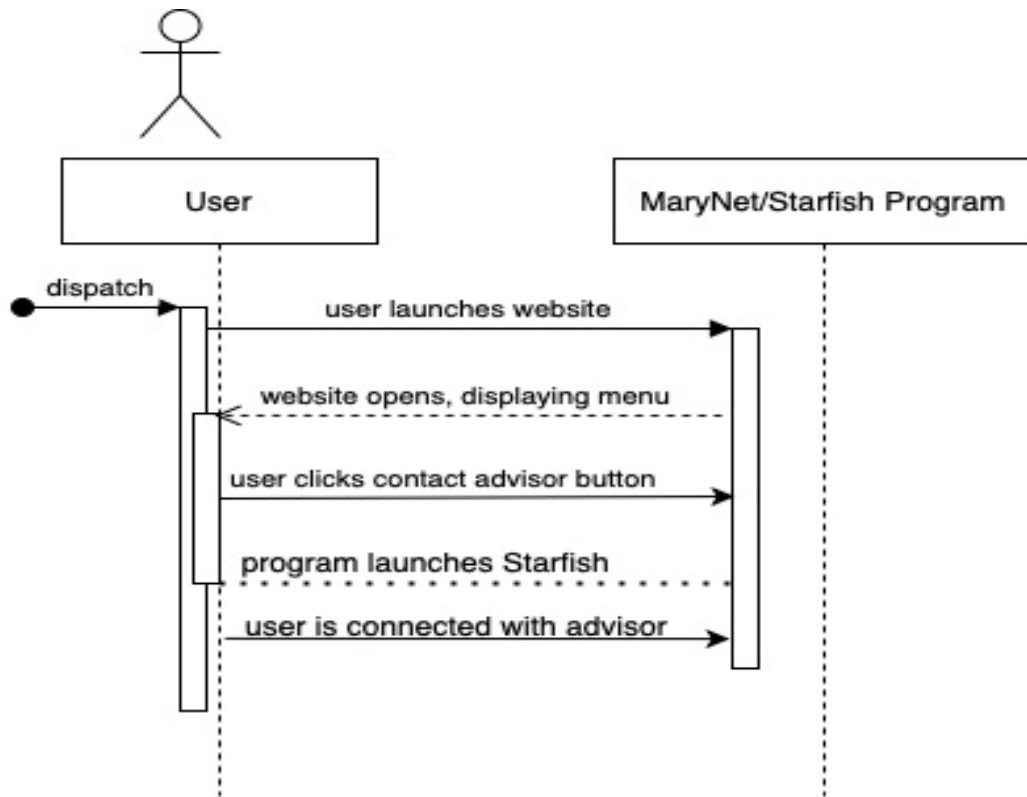 User
MaryNet/Starfish Program
dispatch
user launches website
website opens, displaying menu
user clicks contact advisor button
program launches Starfish
user is connected with advisor